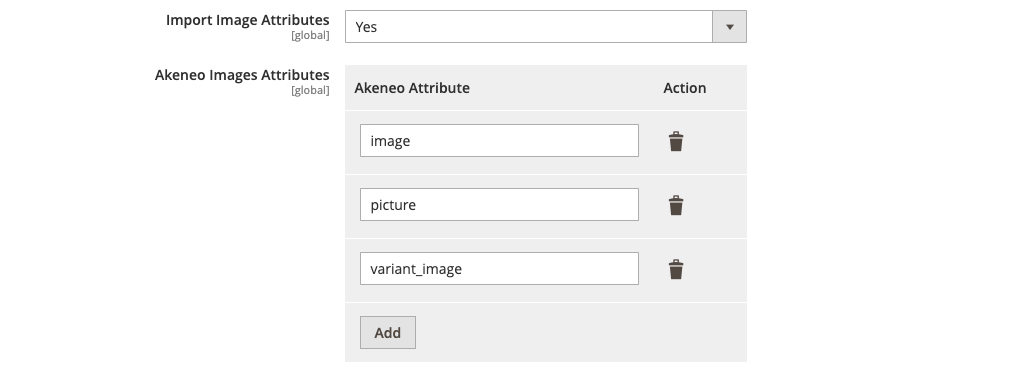 Import Image Attributes
[global]
Yes
Akeneo Images Attributes
[global]
Akeneo Attribute Action
image
picture
variant_image
Add